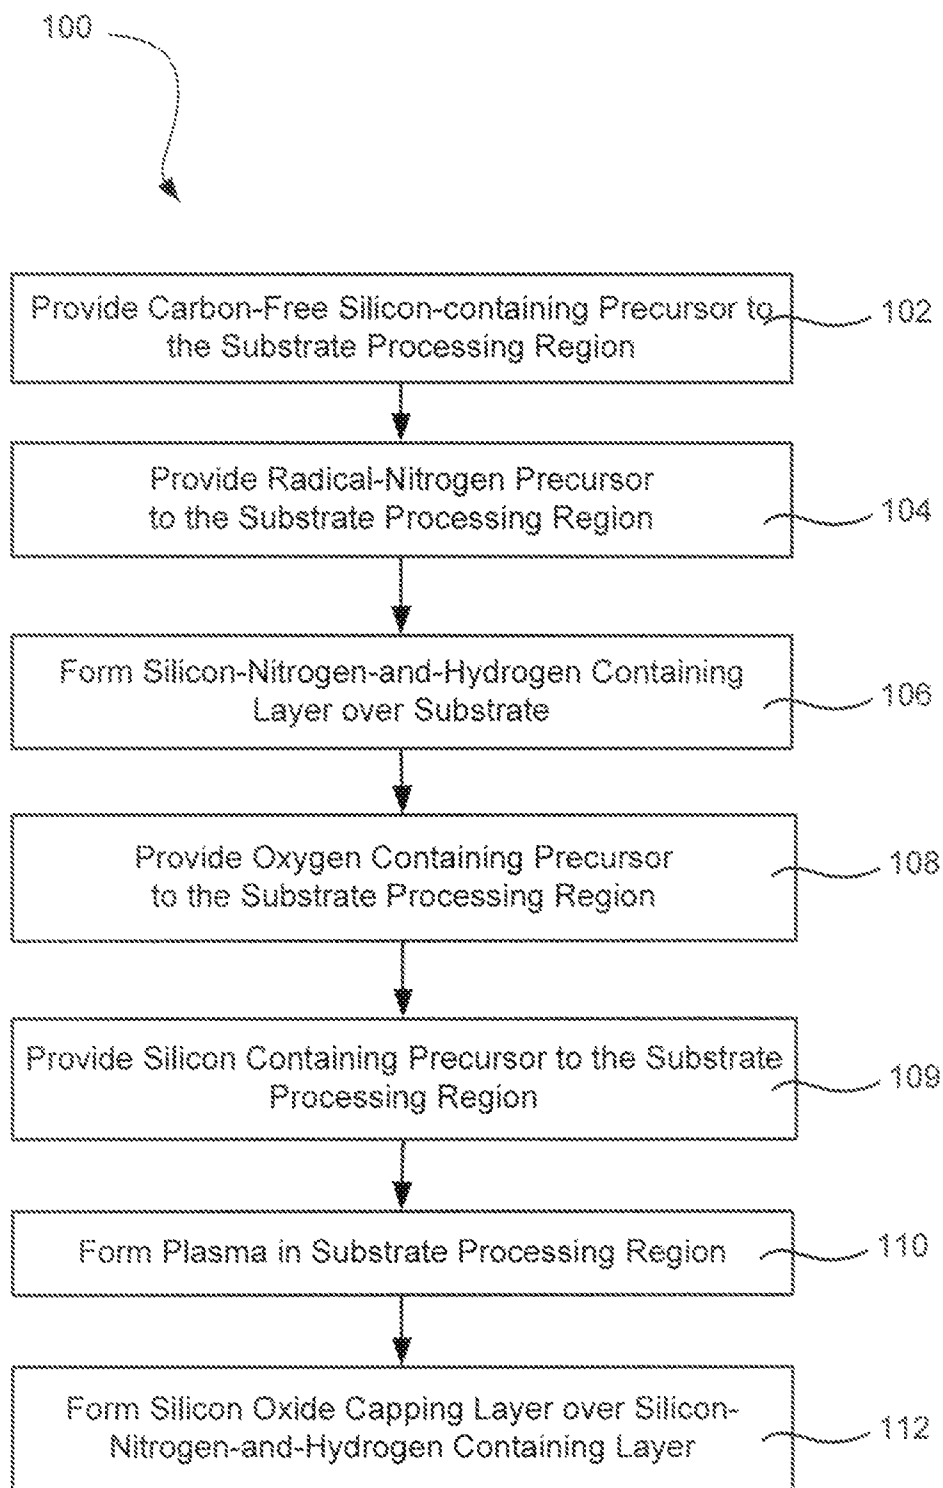 100
Provide Carbon-Free Silicon-containing Precursor to
the Substrate Processing Region
102
Provide Radical-Nitrogen Precursor
to the Substrate Processing Region
104
Form Silicon-Nitrogen-and-Hydrogen Containing
Layer over Substrate
106
Provide Oxygen Containing Precursor
to the Substrate Processing Region
108
Provide Silicon Containing Precursor to the Substrate
Processing Region
109
Form Plasma in Substrate Processing Region
110
Form Silicon Oxide Capping Layer over Silicon-
Nitrogen-and-Hydrogen Containing Layer
112